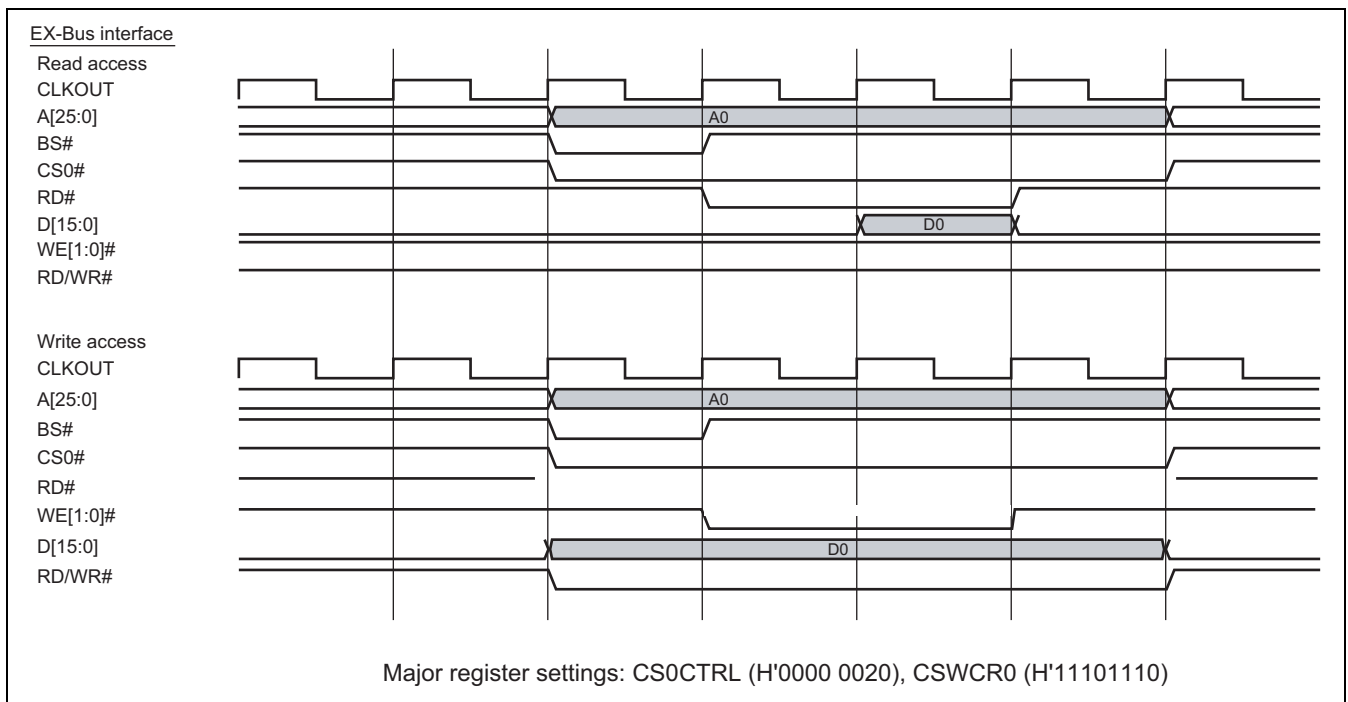 EX-Bus interface
Read access
CLKOUT
A[25:0]
A0
BS#
CS0#
RD#
D[15:0]
D0
WE[1:0]#
RD/WR#
Write access
CLKOUT
A[25:0]
A0
BS#
CS0#
RD#
WE[1:0]#
D[15:0]
D0
RD/WR#
Major register settings: CS0CTRL (H'0000 0020), CSWCR0 (H'11101110)